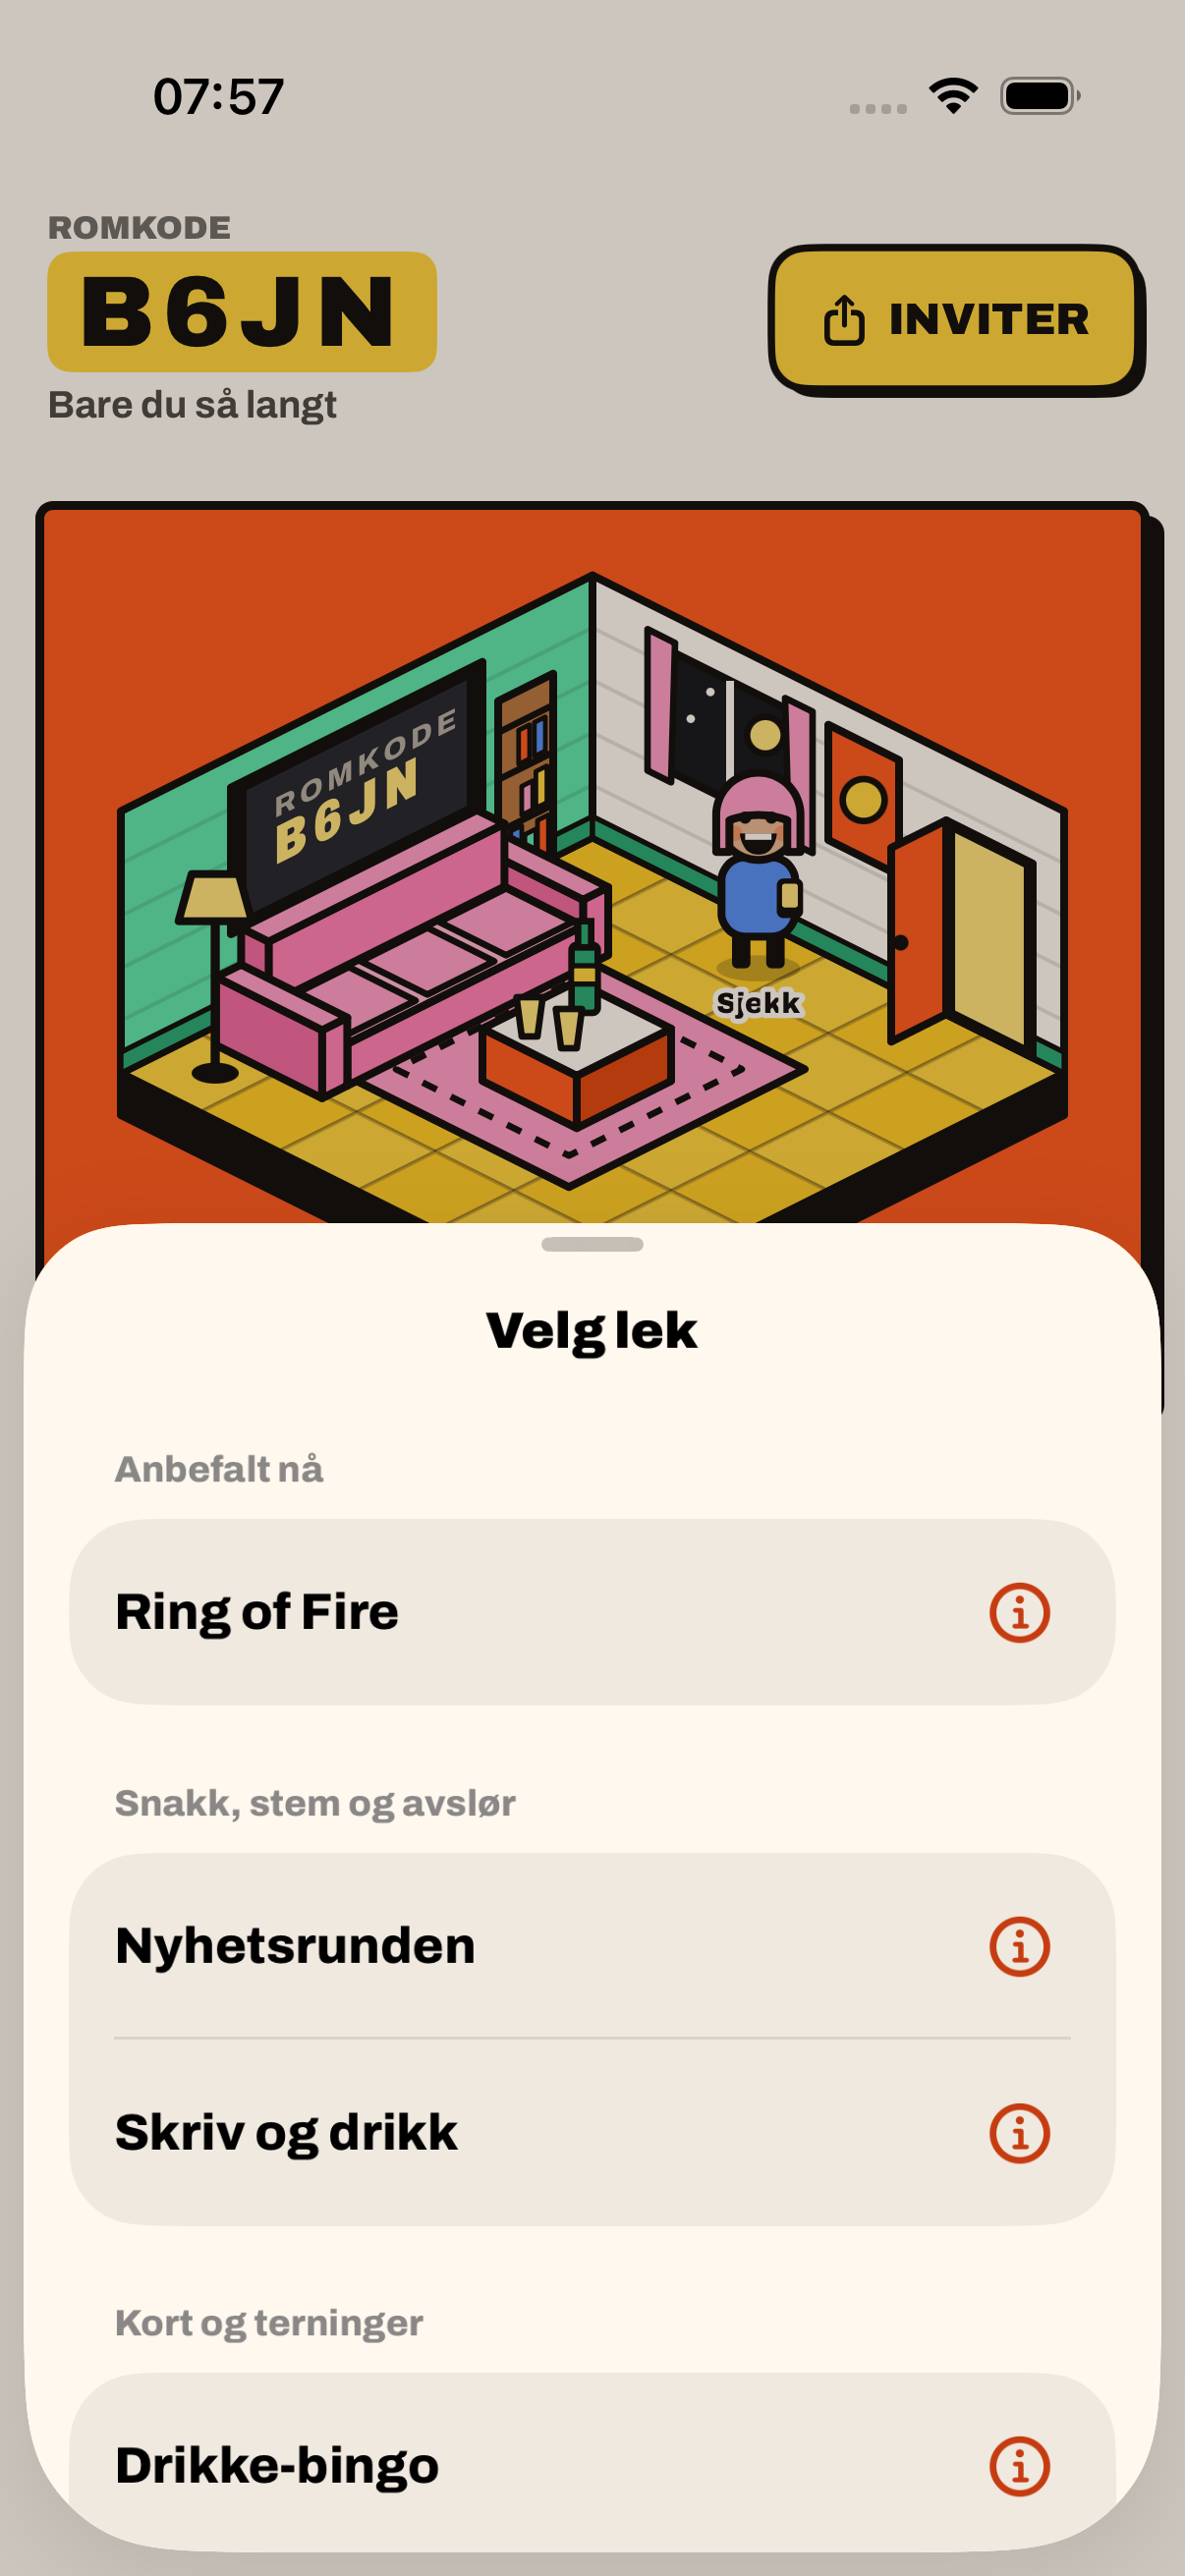 07:57
ROMKODE
B6JN
INVITER
Bare du så langt
ROMKODE
B6JN
Sjekk
Velg lek
Anbefalt nå
Ring of Fire
Snakk, stem og avslør
Nyhetsrunden
Skriv og drikk
Kort og terninger
Drikke-bingo